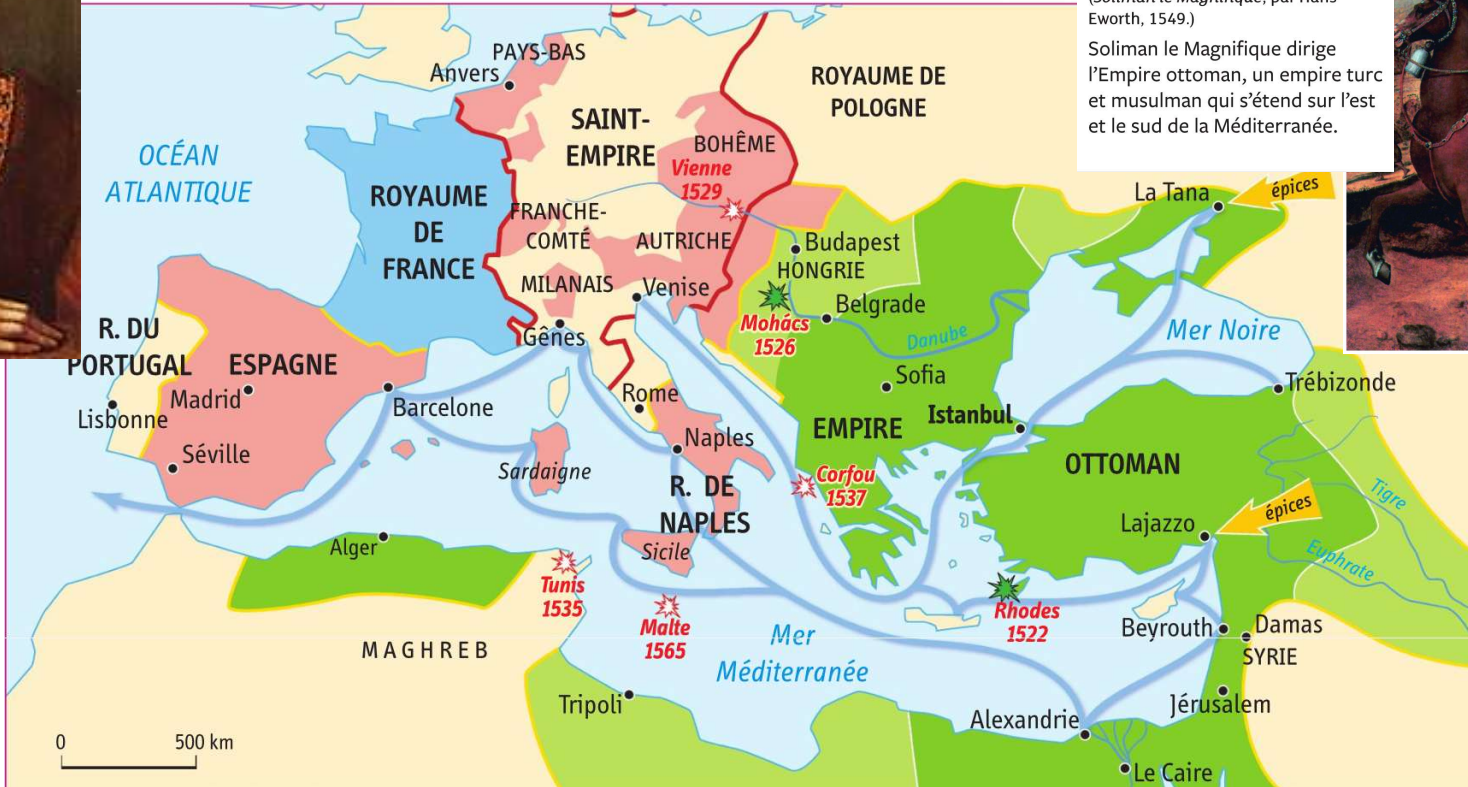 (Soliman le Magnifique, par Hans
Eworth, 1549.)
Soliman le Magnifique dirige
l'Empire ottoman, un empire turc
et musulman qui s'étend sur l'est
et le sud de la Méditerranée.
PAYS-BAS
Anvers
ROYAUME DE
POLOGNE
SAINT-
EMPIRE
BOHÊME
Vienne
1529
OCÉAN
ATLANTIQUE
ROYAUME
DE
FRANCE
FRANCHE-
COMTÉ
AUTRICHE
MILANAIS
Venise
Gênes
Budapest
HONGRIE
Belgrade
Mohács
1526
Danube
La Tana
épices
Mer Noire
Trébizonde
R. DU
PORTUGAL
ESPAGNE
Madrid
Lisbonne
Séville
Barcelone
Rome
Naples
Sardaigne
R. DE
NAPLES
Sicile
Sofia
EMPIRE
Istanbul
OTTOMAN
Corfou
1537
Lajazzo
épices
Tigre
Euphrate
Alger
Tunis
1535
Malte
1565
Rhodes
1522
MAGHREB
Mer
Méditerranée
Beyrouth
Damas
SYRIE
Jérusalem
Tripoli
Alexandrie
Le Caire
0 500 km